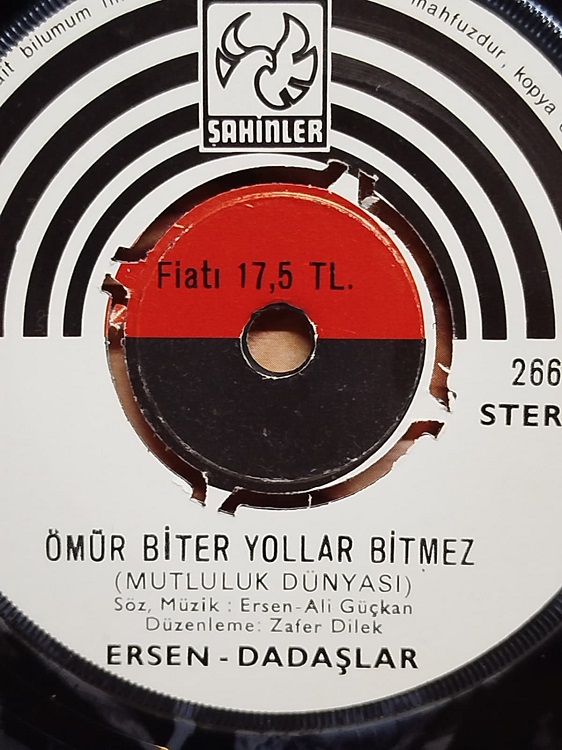 bilumum
mahfuzdur, kopya
ŞAHİNLER
Fiatı 17,5 TL.
266
STER
ÖMÜR BİTER YOLLAR BİTMEZ
(MUTLULUK DÜNYASI)
Söz, Müzik : Ersen-Ali Güçkan
Düzenleme: Zafer Dilek
ERSEN - DADAŞLAR